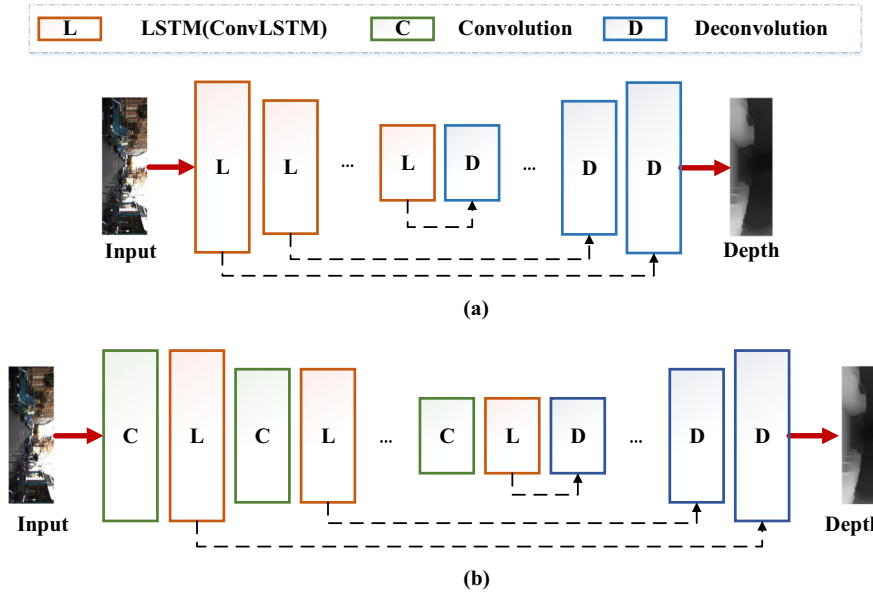 L LSTM(ConvLSTM) C Convolution D Deconvolution
L L ... L D ... D D
Input Depth
(a)
C L C L ... C L D ... D D
Input Depth
(b)